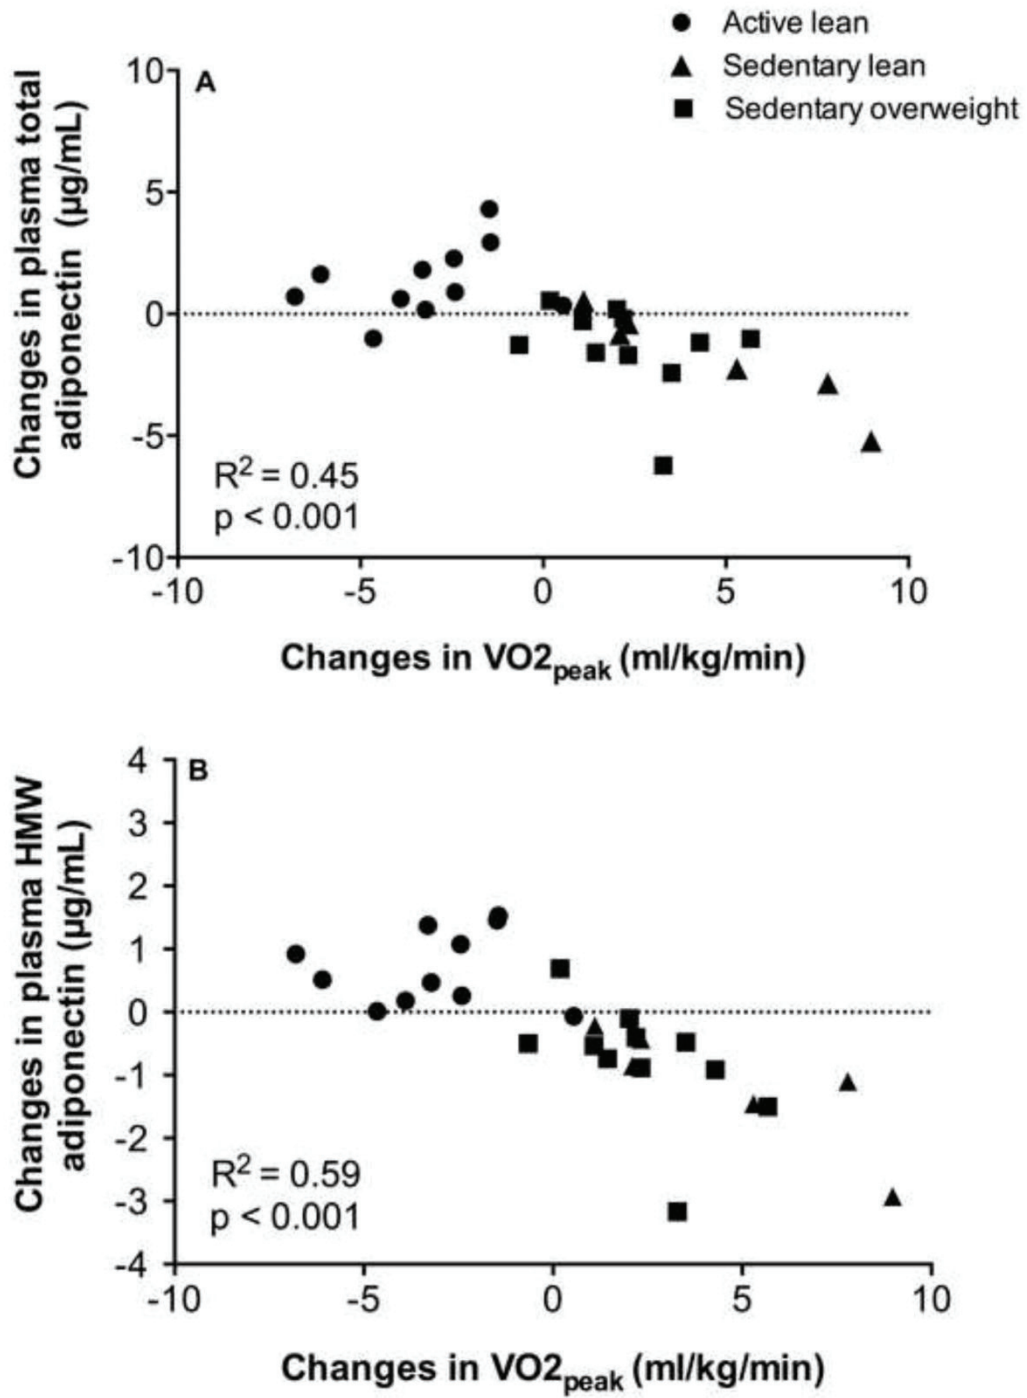 Active lean
Sedentary lean
Sedentary overweight
A
Changes in plasma total
adiponectin (µg/mL)
10
5
0
-5
-10
R2 = 0.45
p < 0.001
-10
-5
0
5
10
Changes in VO2peak (ml/kg/min)
B
Changes in plasma HMW
adiponectin (µg/mL)
4
3
2
1
0
-1
-2
-3
-4
R2 = 0.59
p < 0.001
-10
-5
0
5
10
Changes in VO2peak (ml/kg/min)